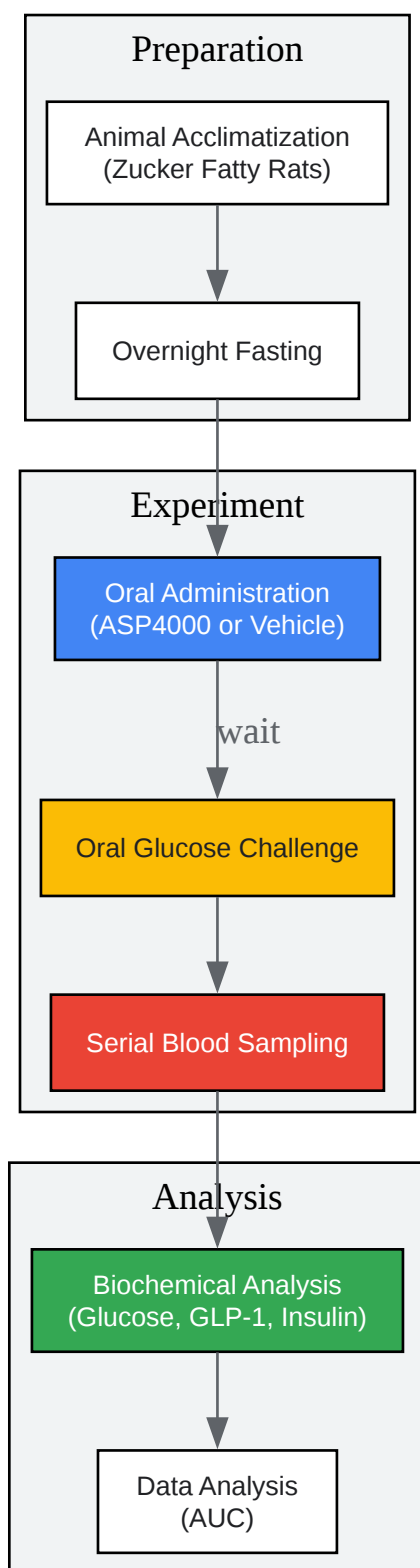 Preparation
Animal Acclimatization
(Zucker Fatty Rats)
Overnight Fasting
Experiment
Oral Administration
(ASP4000 or Vehicle)
wait
Oral Glucose Challenge
Serial Blood Sampling
Analysis
Biochemical Analysis
(Glucose, GLP-1, Insulin)
Data Analysis
(AUC)